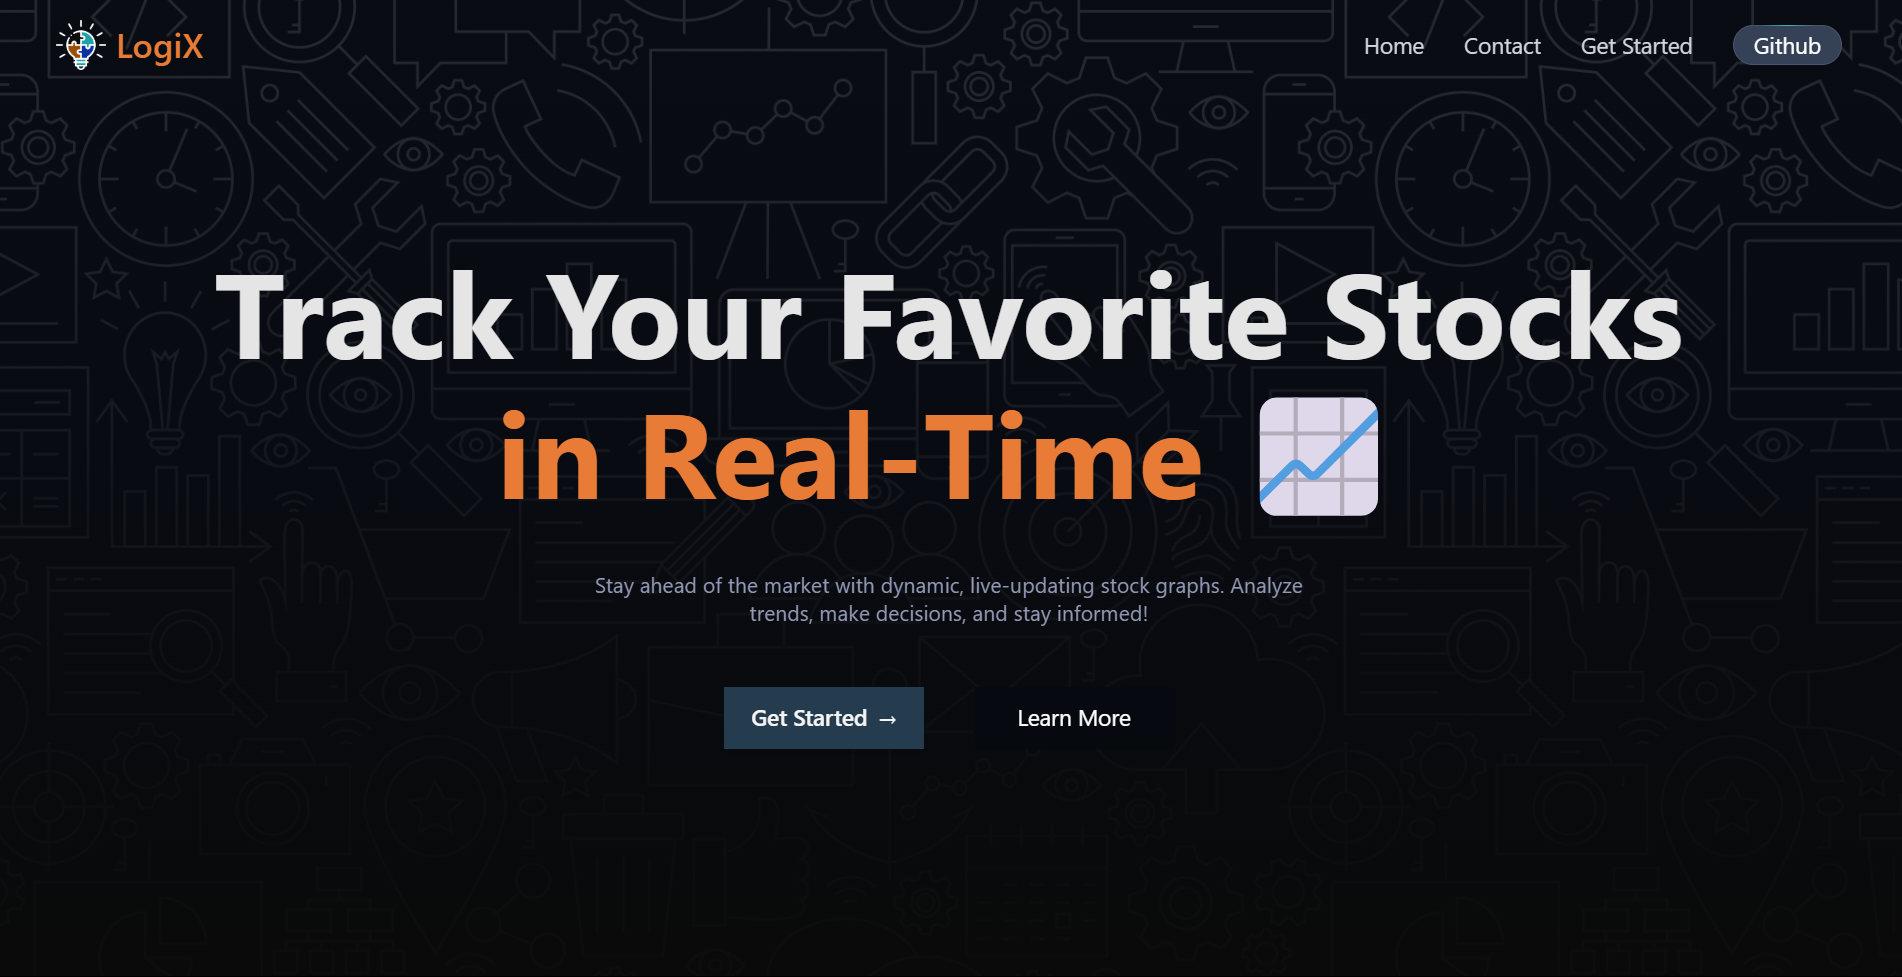 LogiX
Home
Contact
Get Started
Github
Track Your Favorite Stocks
in Real-Time
Stay ahead of the market with dynamic, live-updating stock graphs. Analyze
trends, make decisions, and stay informed!
Get Started →
Learn More